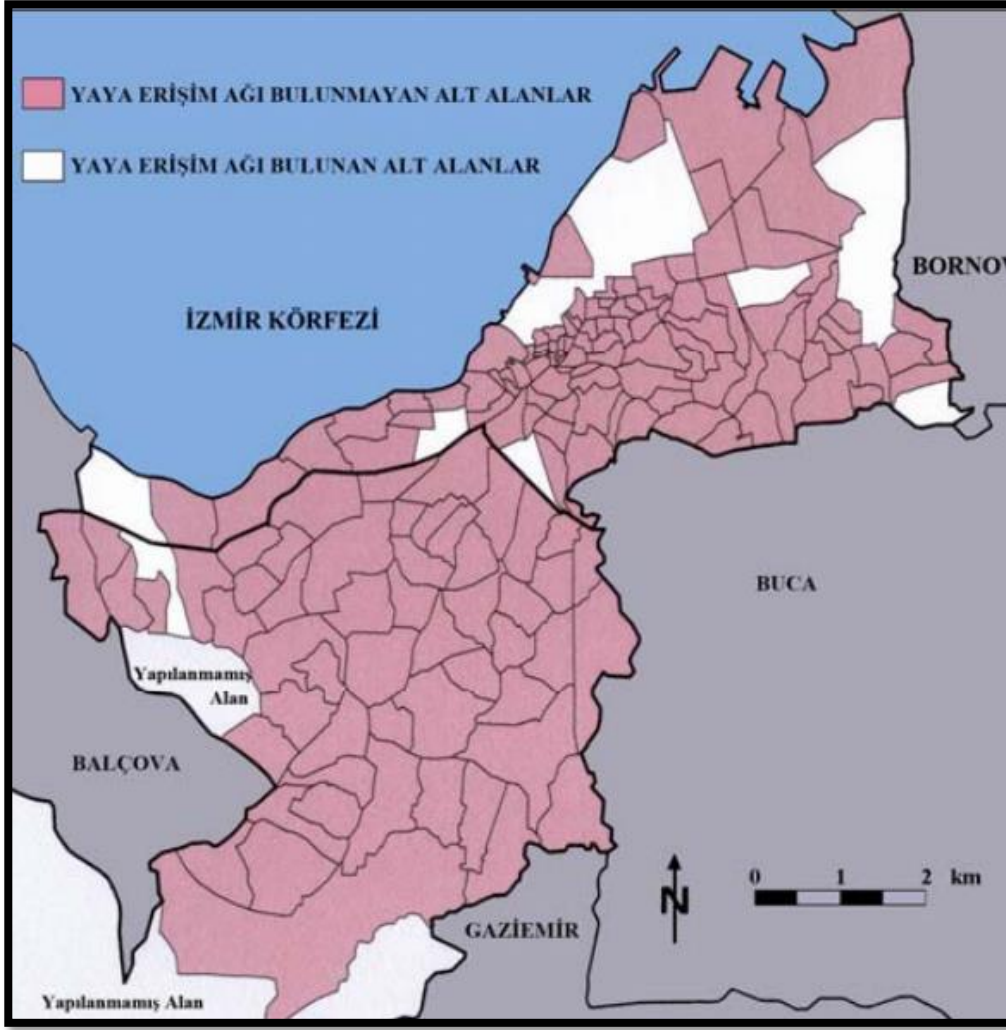 YAYA ERİŞİM AĞI BULUNMAYAN ALT ALANLAR
YAYA ERİŞİM AĞI BULUNAN ALT ALANLAR
BORNOV
İZMİR KÖRFEZİ
BUCA
Yapılanmamış
Alan
BALÇOVA
0 1 2 km
N
GAZİEMİR
Yapılanmamış Alan